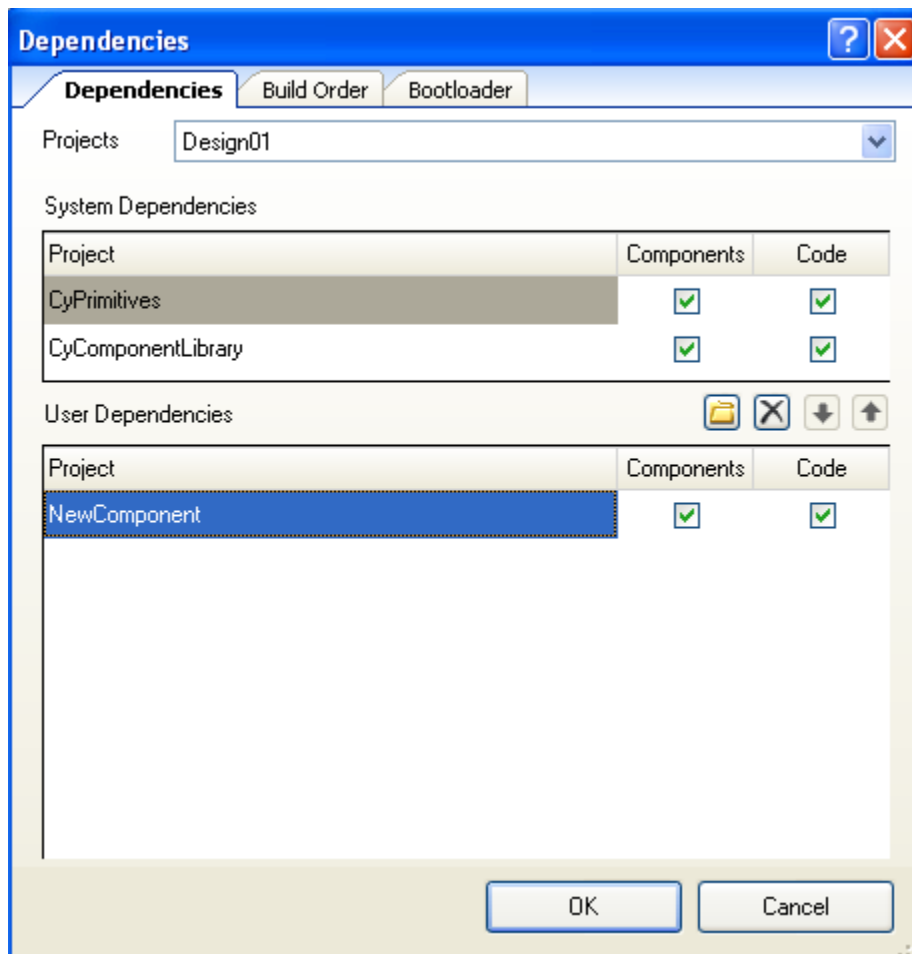 Dependencies
Dependencies Build Order Bootloader
Projects Design01
System Dependencies
Project Components Code
CyPrimitives
CyComponentLibrary
User Dependencies
Project Components Code
NewComponent
OK Cancel